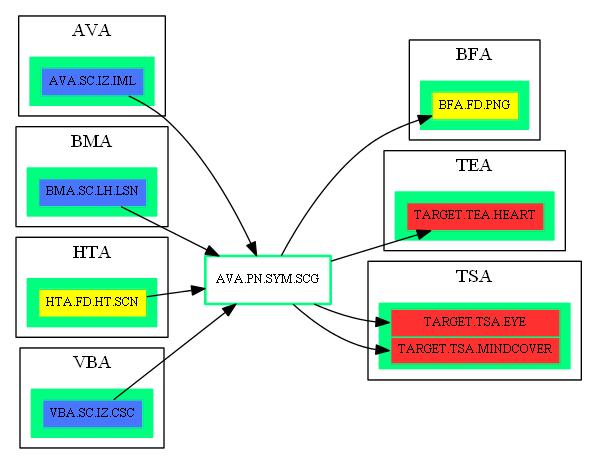 AVA
AVA.SC.IZ.IML
BMA
BMA.SC.LH.LSN
HTA
HTA.FD.HT.SCN
VBA
VBA.SC.IZ.CSC
AVA.PN.SYM.SCG
BFA
BFA.FD.PNG
TEA
TARGET.TEA.HEART
TSA
TARGET.TSA.EYE
TARGET.TSA.MINDCOVER